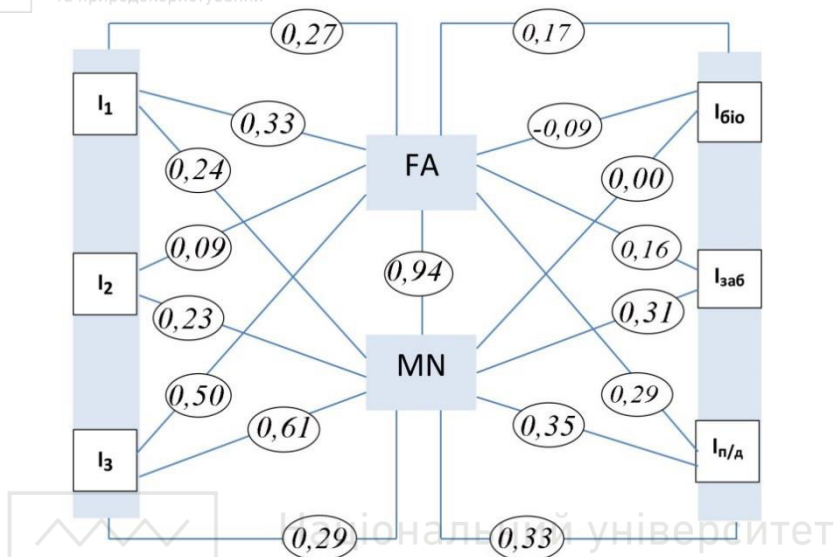 та природокористування
0,27
0,17
I1
0,33
-0,09
Iбіо
FA
0,24
0,00
0,09
0,16
I2
0,94
Iзаб
0,23
0,31
MN
0,50
0,29
0,61
0,35
I3
Iп/д
0,29
0,33
Національний університет